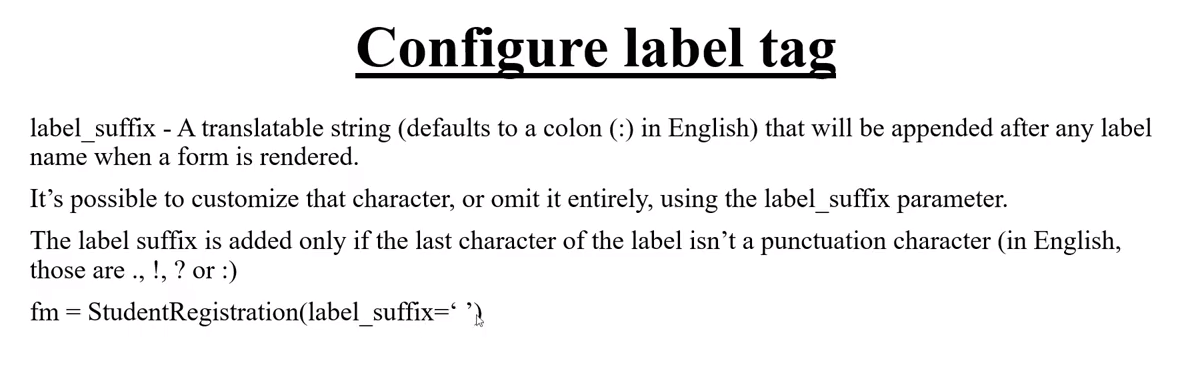 Configure label tag
label_suffix - A translatable string (defaults to a colon (:) in English) that will be appended after any label
name when a form is rendered.
It’s possible to customize that character, or omit it entirely, using the label_suffix parameter.
The label suffix is added only if the last character of the label isn’t a punctuation character (in English,
those are ., !, ? or :)
fm = StudentRegistration(label_suffix=‘ ’)